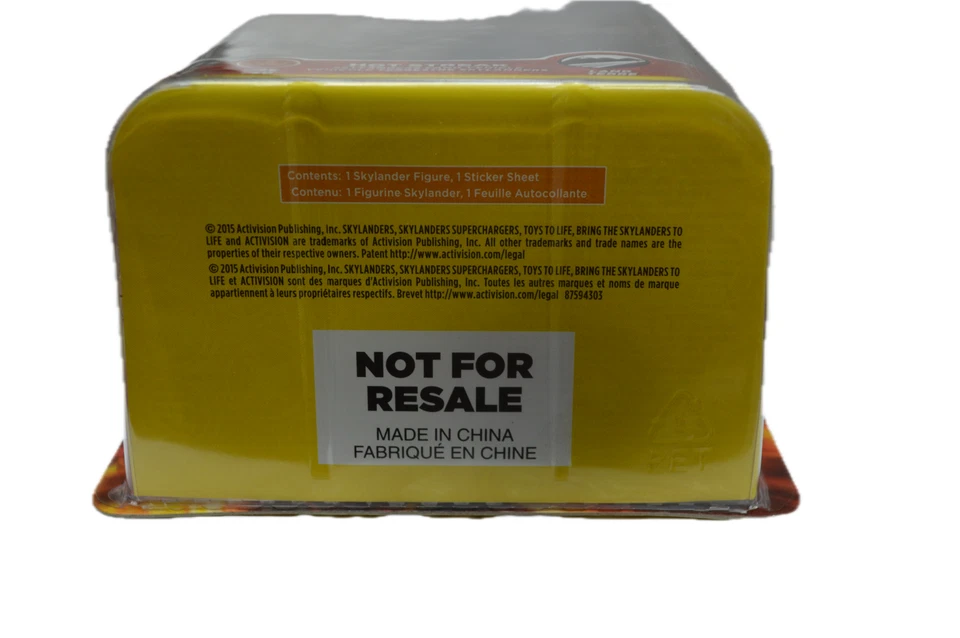 HOT STREAK
LAND
Contents: 1 Skylander Figure, 1 Sticker Sheet
Contenu: 1 Figurine Skylander, 1 Feuille Autocollante
© 2015 Activision Publishing, Inc. SKYLANDERS, SKYLANDERS SUPERCHARGERS, TOYS TO LIFE, BRING THE SKYLANDERS TO
LIFE and ACTIVISION are trademarks of Activision Publishing, Inc. All other trademarks and trade names are the
properties of their respective owners. Patent http://www.activision.com/legal
© 2015 Activision Publishing, Inc. SKYLANDERS, SKYLANDERS SUPERCHARGERS, TOYS TO LIFE, BRING THE SKYLANDERS TO
LIFE et ACTIVISION sont des marques d'Activision Publishing, Inc. Toutes les autres marques et noms de marque
appartiennent à leurs propriétaires respectifs. Brevet http://www.activision.com/legal 87594303
NOT FOR
RESALE
MADE IN CHINA
FABRIQUÉ EN CHINE